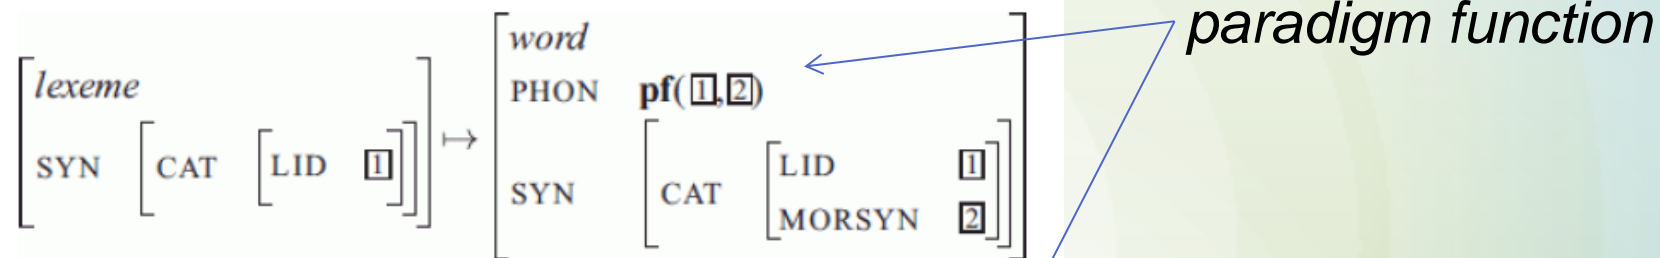 paradigm function
word
lexeme
PHON pf( 1 , 2 )
SYN CAT LID 1 ↦
LID 1
SYN CAT
MORSYN 2